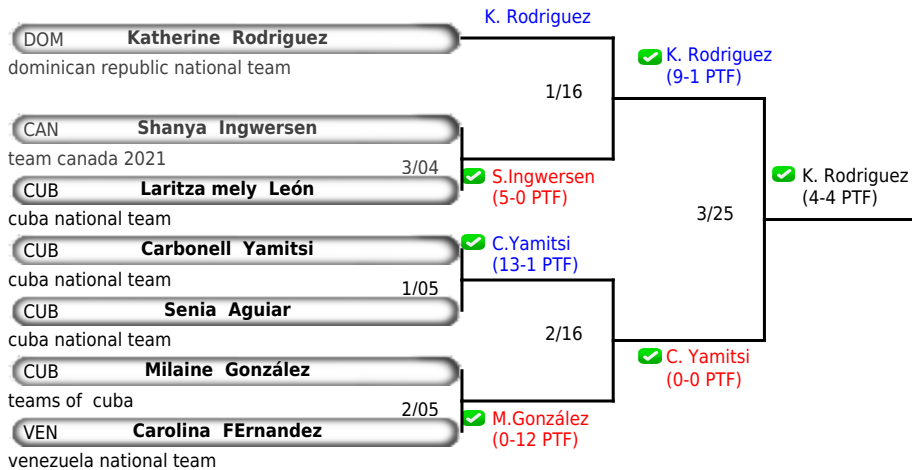 K. Rodriguez
DOM Katherine Rodriguez
dominican republic national team
K. Rodriguez
(9-1 PTF)
1/16
CAN Shanya Ingwersen
team canada 2021
3/04
CUB Laritza mely León
cuba national team
S.Ingwersen
(5-0 PTF)
K. Rodriguez
(4-4 PTF)
3/25
CUB Carbonell Yamitsi
cuba national team
C.Yamitsi
(13-1 PTF)
1/05
CUB Senia Aguiar
cuba national team
2/16
CUB Milaine González
teams of cuba
C. Yamitsi
(0-0 PTF)
2/05
VEN Carolina FErnandez
venezuela national team
M.González
(0-12 PTF)